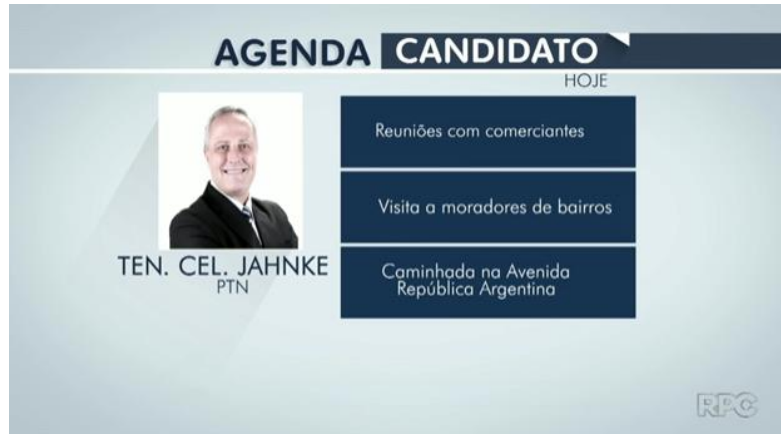 AGENDA CANDIDATO
HOJE
Reuniões com comerciantes
Visita a moradores de bairros
TEN. CEL. JAHNKE
PTN
Caminhada na Avenida
República Argentina
RPC